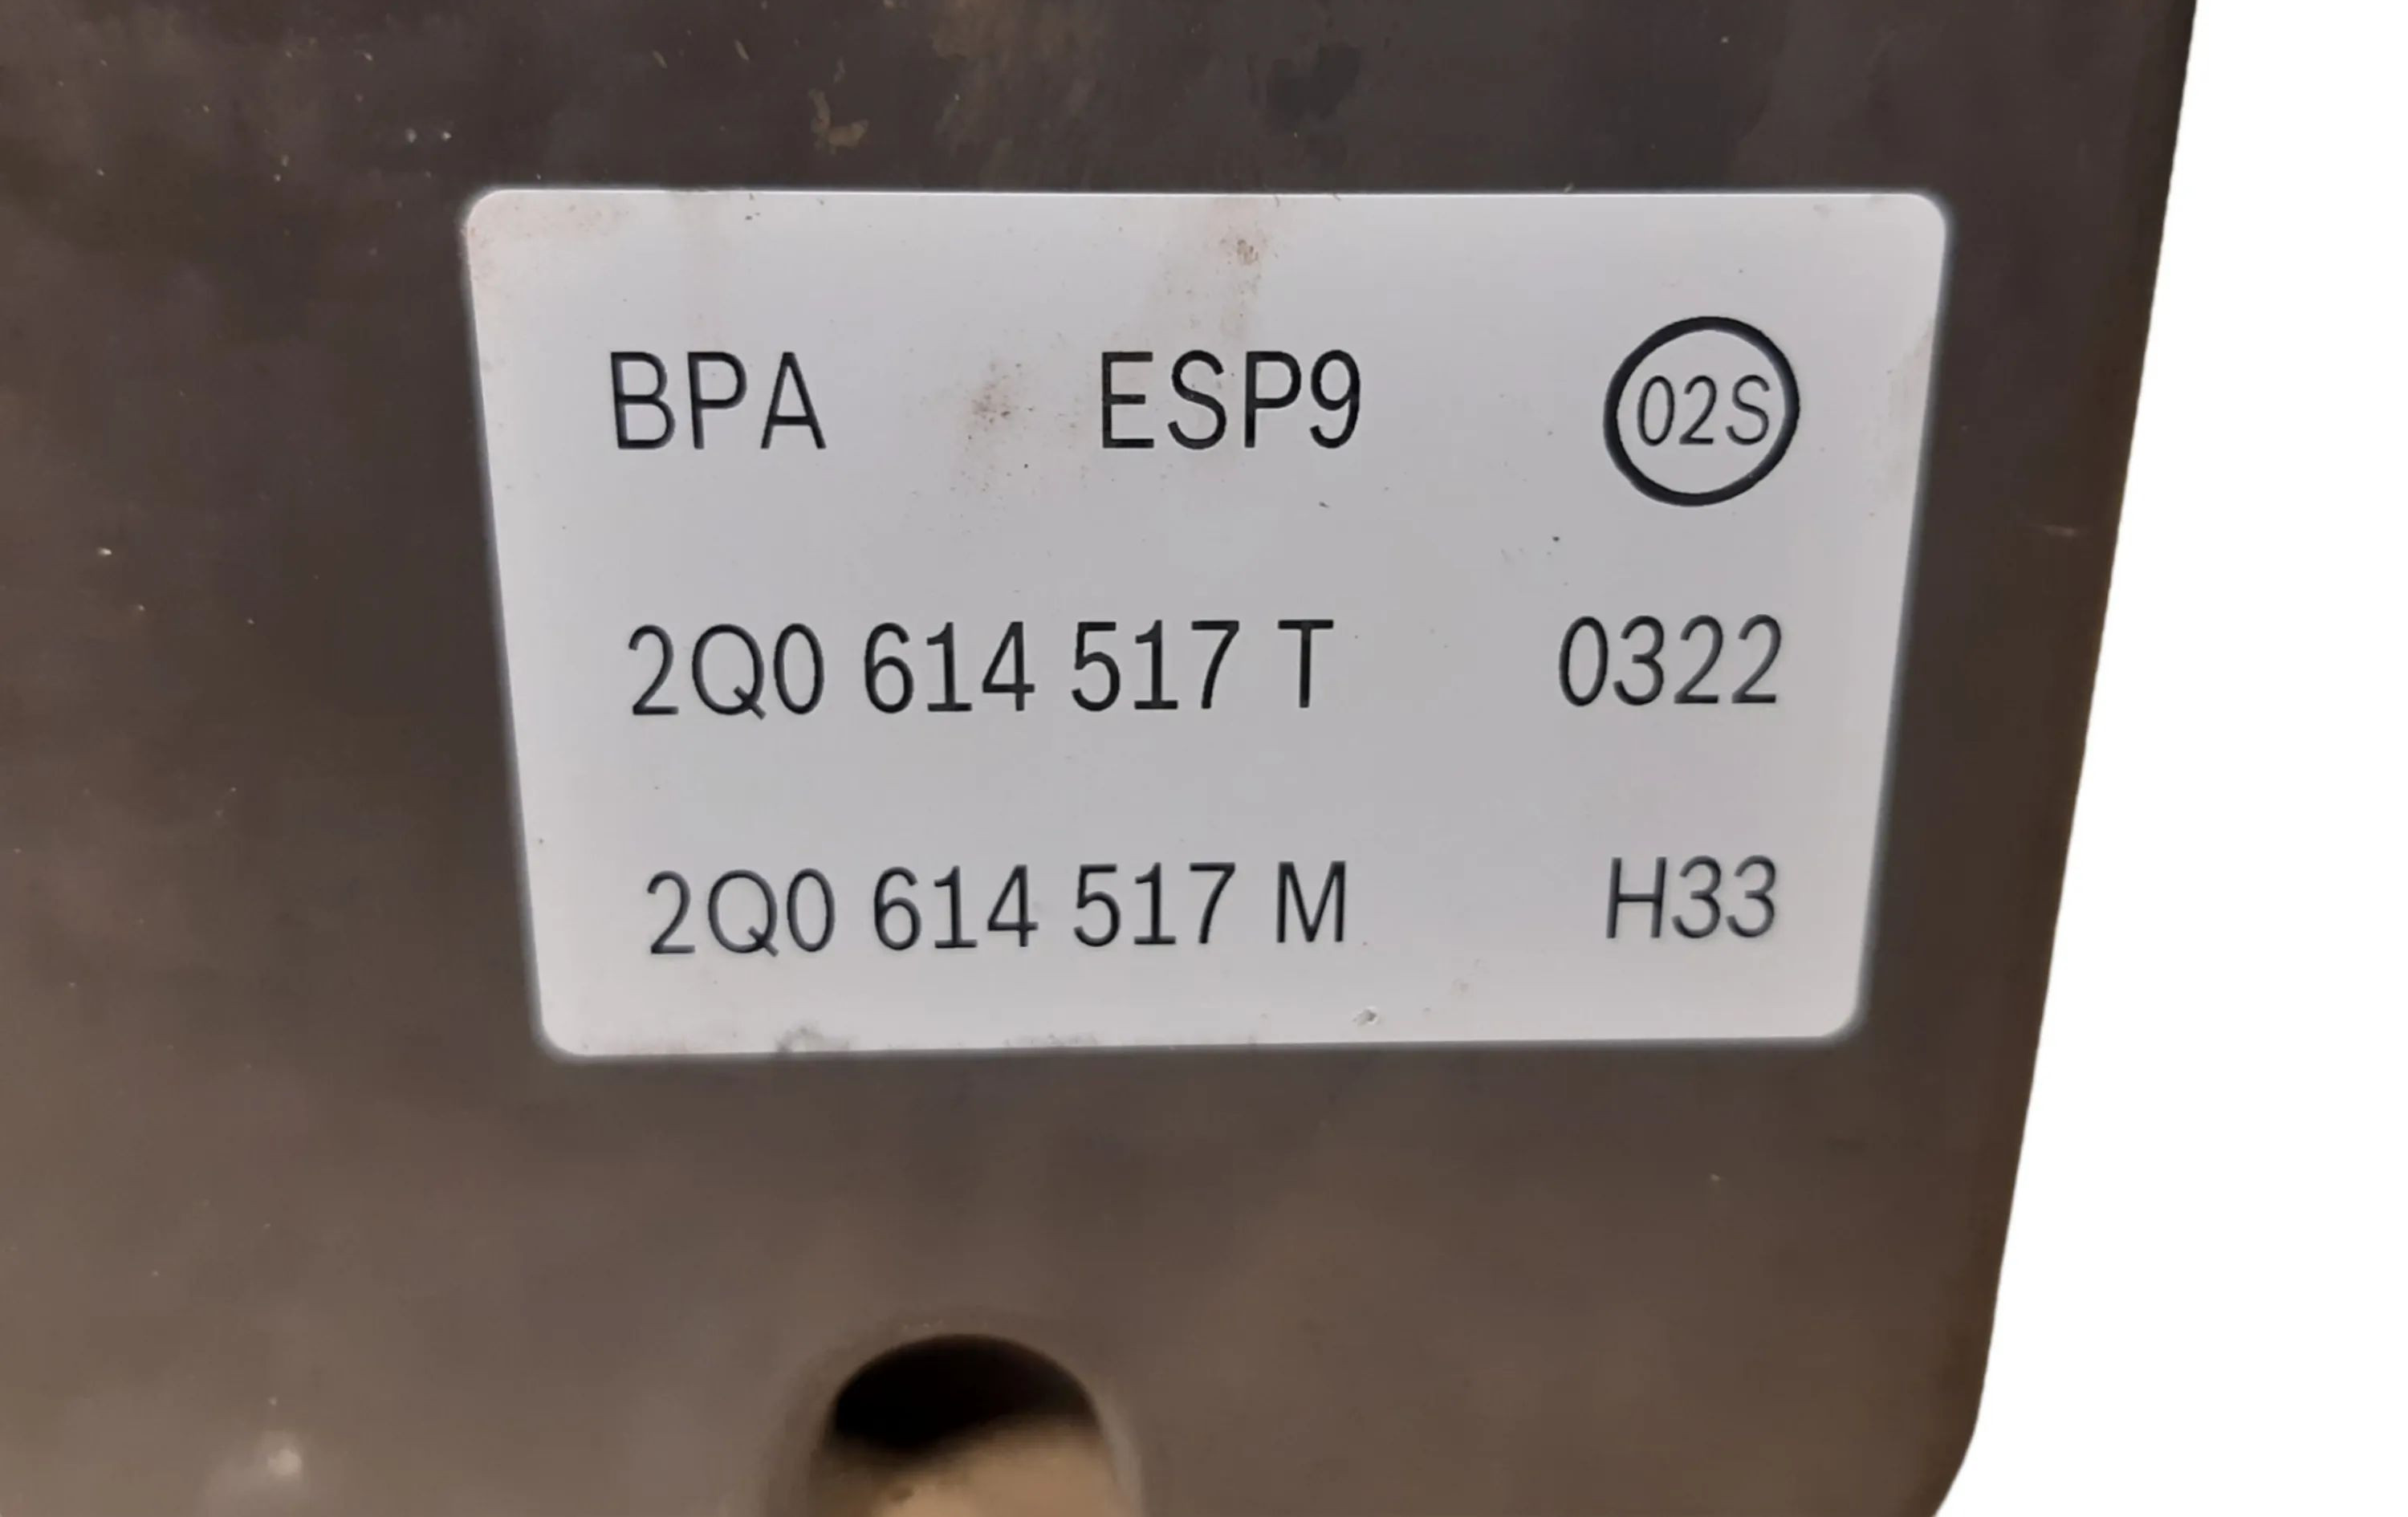 BPA ESP9 02S
2Q0 614 517 T 0322
2Q0 614 517 M H33